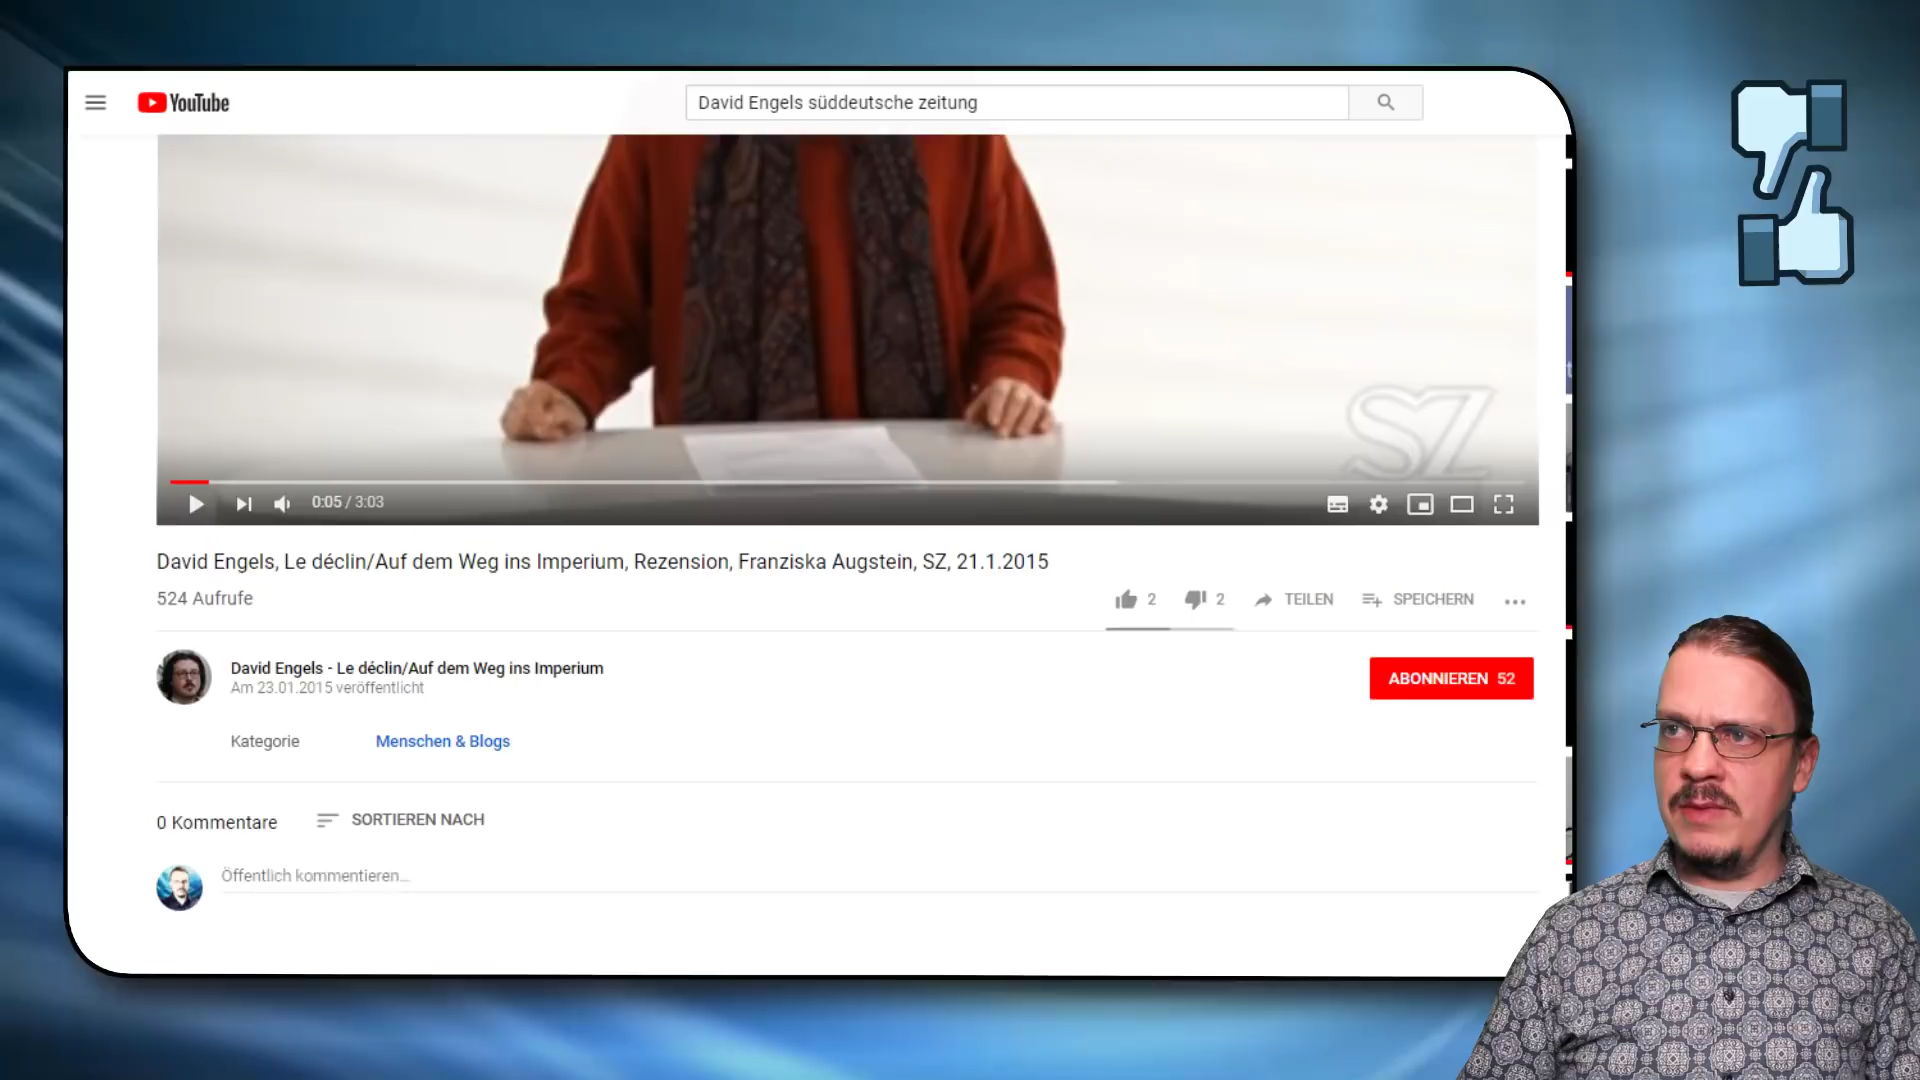 YouTube
David Engels süddeutsche zeitung
SZ
0:05 / 3:03
David Engels, Le déclin/Auf dem Weg ins Imperium, Rezension, Franziska Augstein, SZ, 21.1.2015
524 Aufrufe
2
2
TEILEN
SPEICHERN
David Engels - Le déclin/Auf dem Weg ins Imperium
Am 23.01.2015 veröffentlicht
ABONNIEREN 52
Kategorie
Menschen & Blogs
0 Kommentare
SORTIEREN NACH
Öffentlich kommentieren...